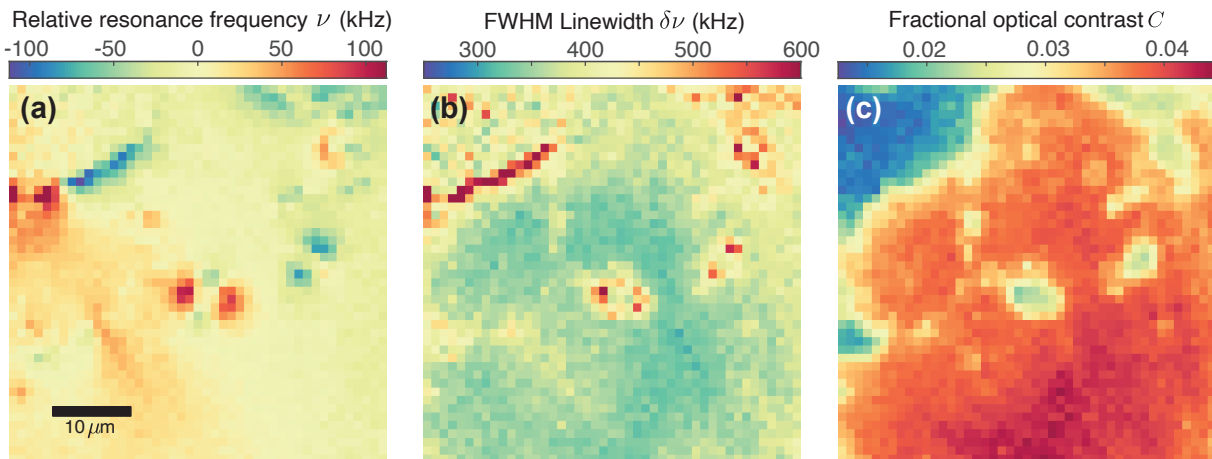 Relative resonance frequency ν (kHz)
-100 -50 0 50 100
(a)
10 μm
FWHM Linewidth δν (kHz)
300 400 500 600
(b)
Fractional optical contrast C
0.02 0.03 0.04
(c)